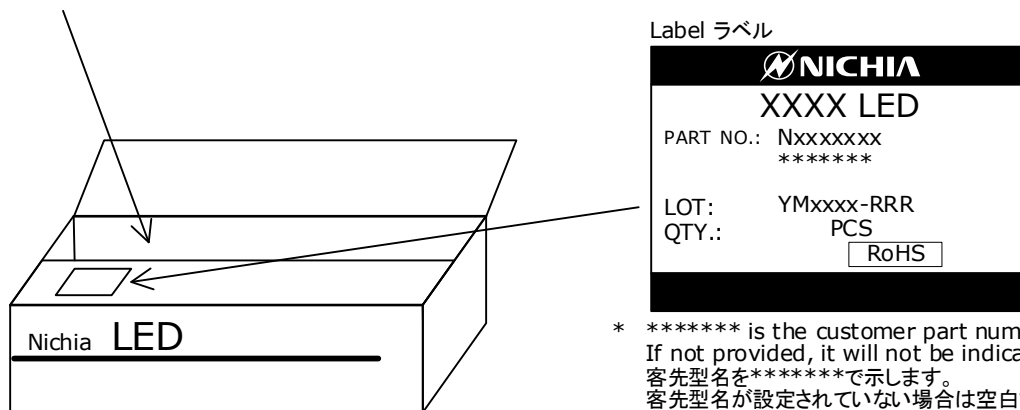 Label ラベル
NICHIA
XXXX LED
PART NO.: Nxxxxxxx
*******
LOT: YMxxxx-RRR
QTY.: PCS
RoHS
Nichia LED
* ******* is the customer part
If not provided, it will not be
客先型名を*******で示します。
客先型名が設定されていない場合は空白